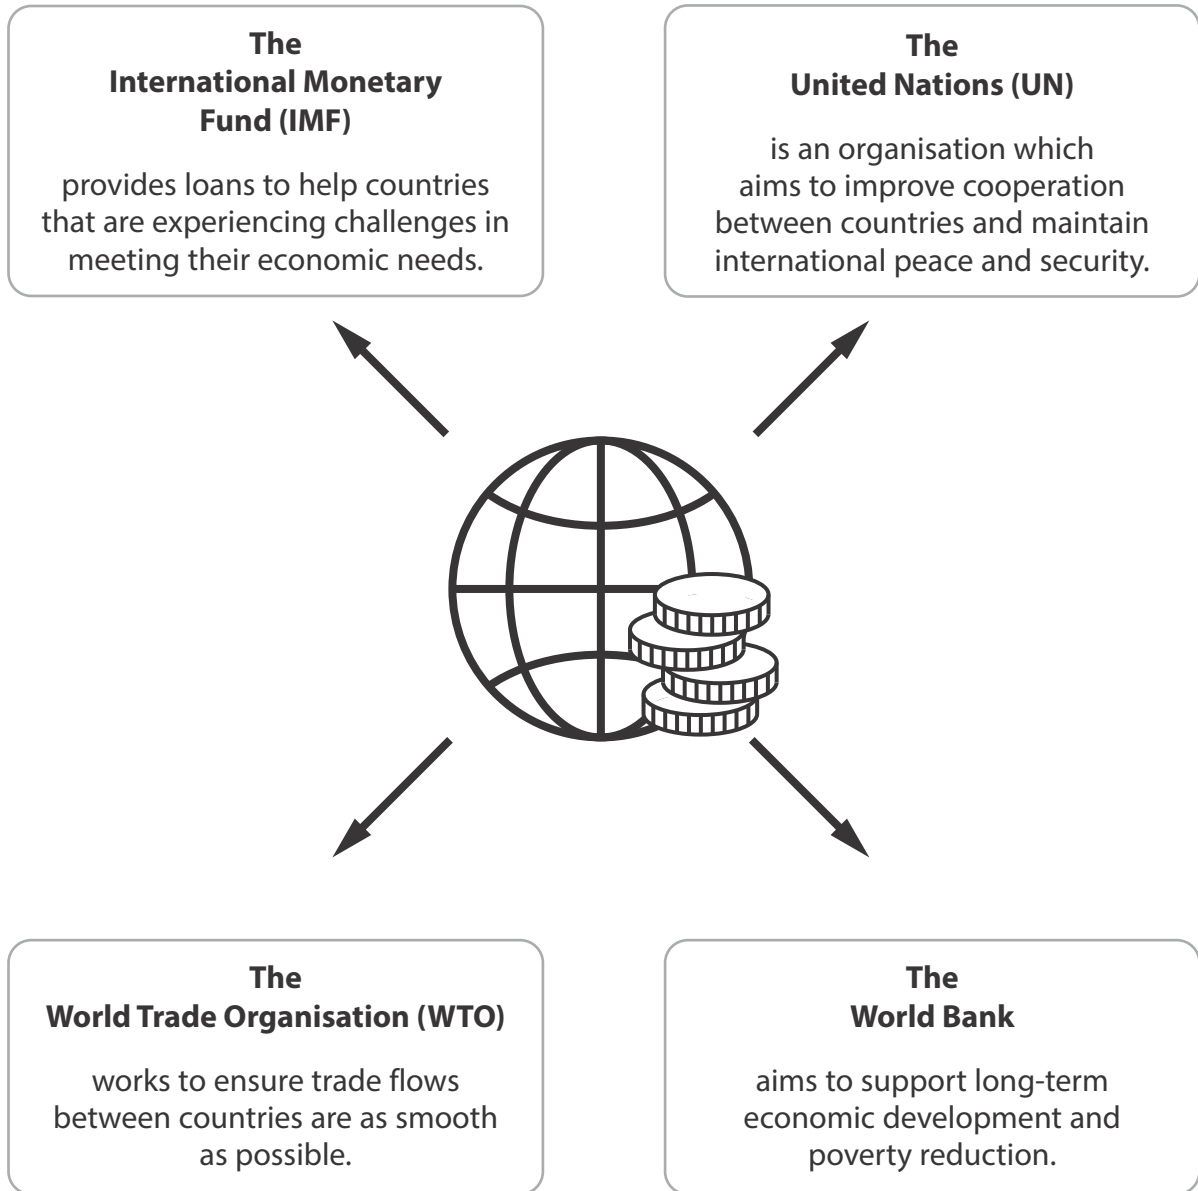 The
International Monetary
Fund (IMF)
provides loans to help countries
that are experiencing challenges in
meeting their economic needs.
The
United Nations (UN)
is an organisation which
aims to improve cooperation
between countries and maintain
international peace and security.
The
World Trade Organisation (WTO)
works to ensure trade flows
between countries are as smooth
as possible.
The
World Bank
aims to support long-term
economic development and
poverty reduction.